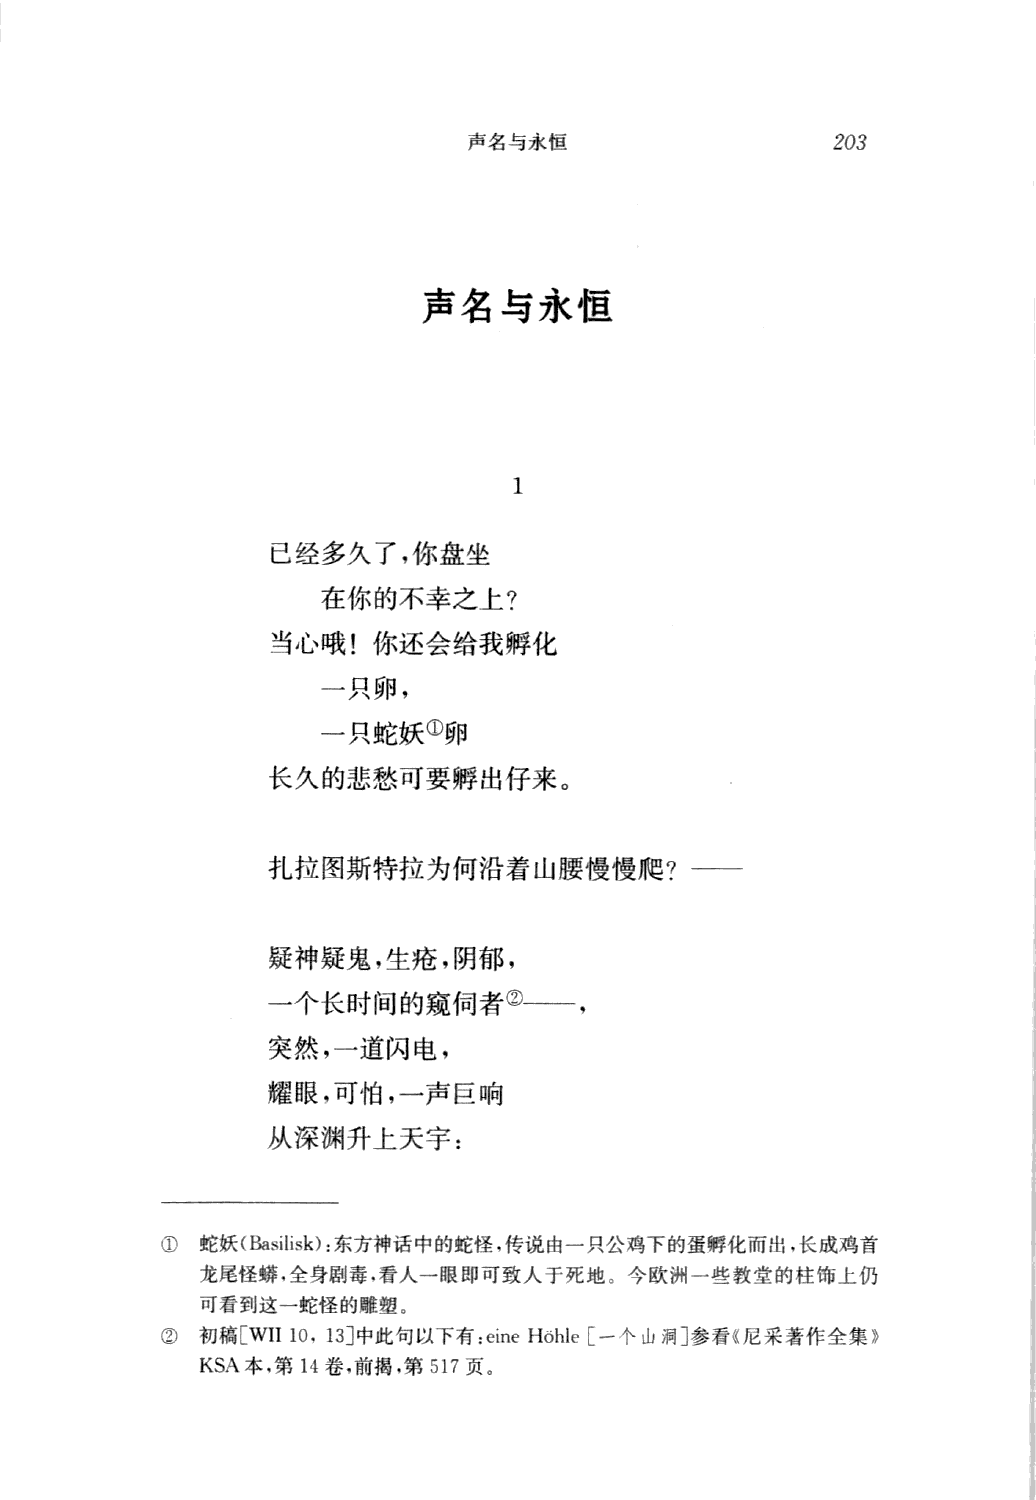 声名与永恒 203
声名与永恒
1
已经多久了,你盘坐
在你的不幸之上?
当心哦! 你还会给我孵化
一只卵,
一只蛇妖①卵
长久的悲愁可要孵出仔来。
扎拉图斯特拉为何沿着山腰慢慢爬? ——
疑神疑鬼,生疮,阴郁,
一个长时间的窥伺者②——,
突然,一道闪电,
耀眼,可怕,一声巨响
从深渊升上天宇:
① 蛇妖(Basilisk):东方神话中的蛇怪,传说由一只公鸡下的蛋孵化而出,长成鸡首
龙尾怪蟒,全身剧毒,看人一眼即可致人于死地。今欧洲一些教堂的柱饰上仍
可看到这一蛇怪的雕塑。
② 初稿[WII 10, 13]中此句以下有:eine Höhle [一个山洞]参看《尼采著作全集》
KSA本,第14卷,前揭,第517页。